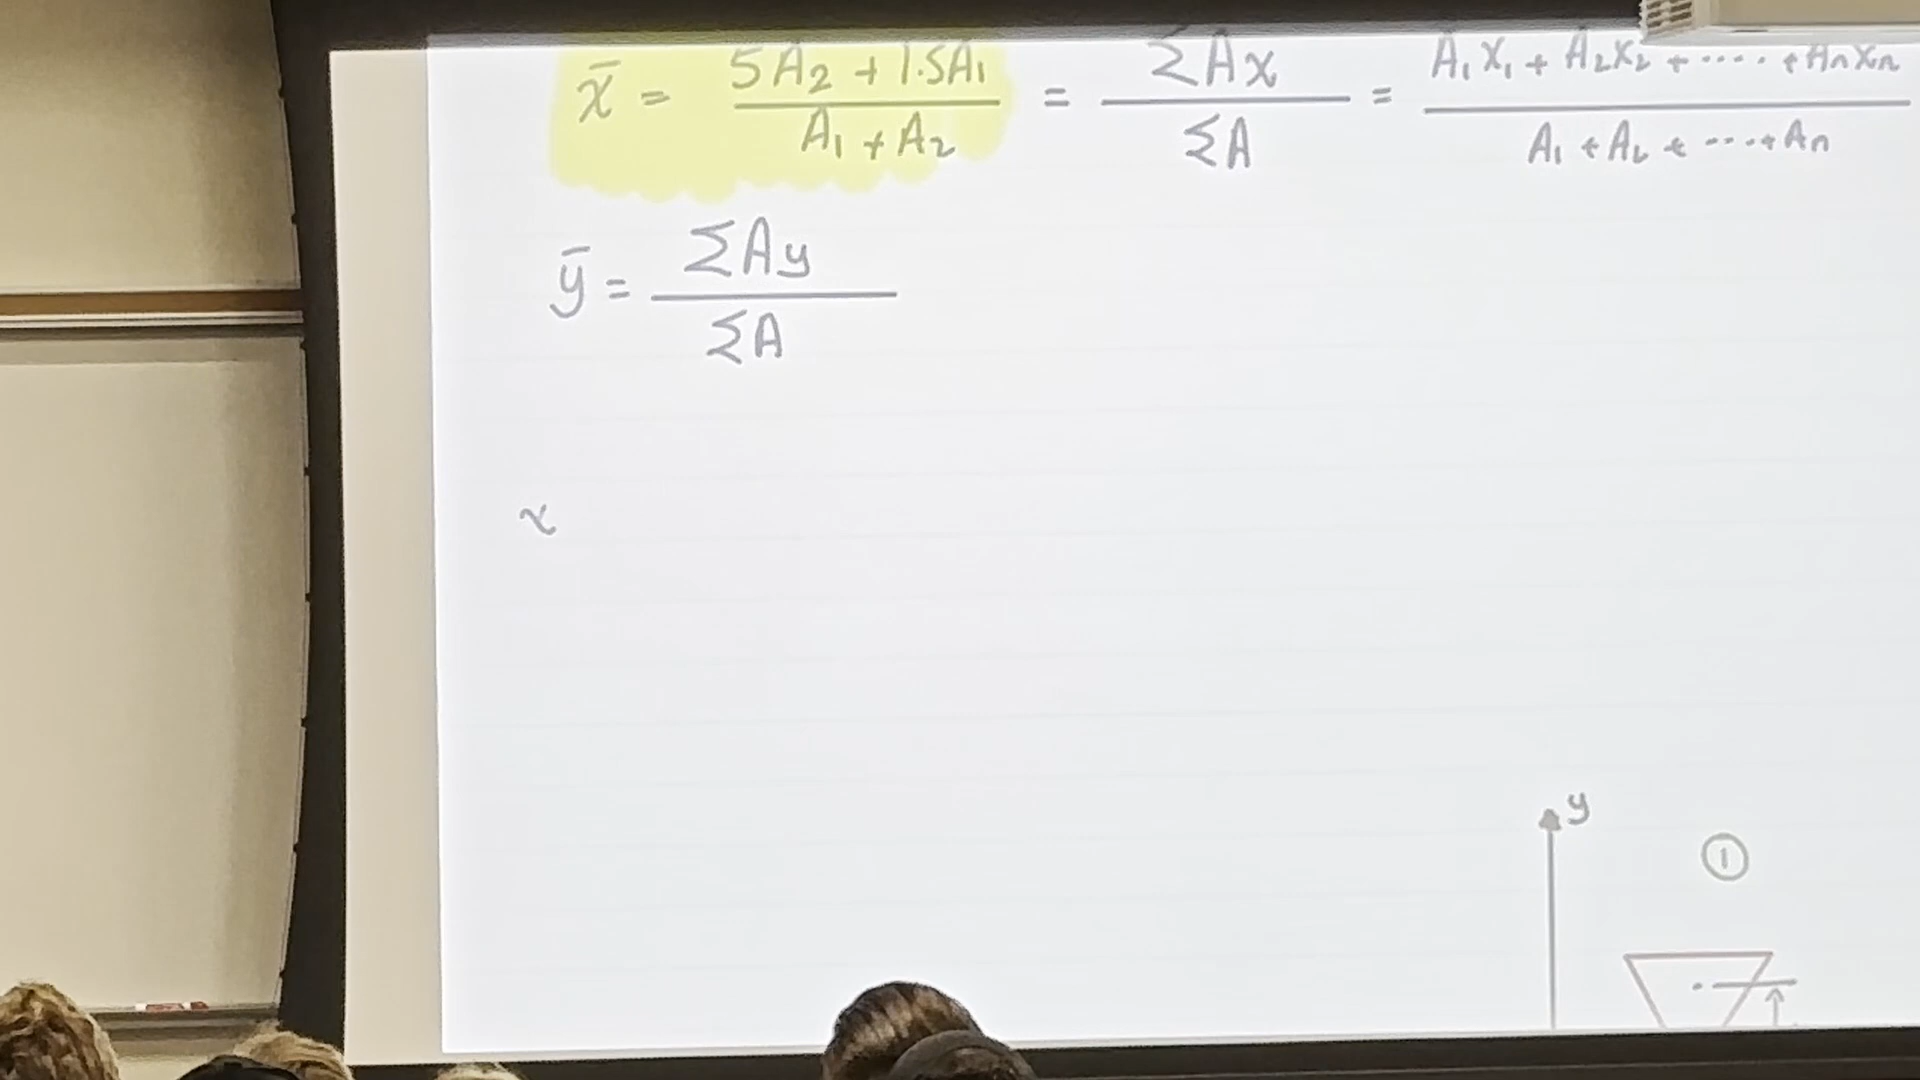 x̄ = (5A₂ + 1.5A₁)/(A₁ + A₂) = ΣAx/ΣA = (A₁x₁ + A₂x₂ + ..... + Aₙxₙ)/(A₁ + A₂ + ....+ Aₙ)
ȳ = ΣAy/ΣA
x
y
①